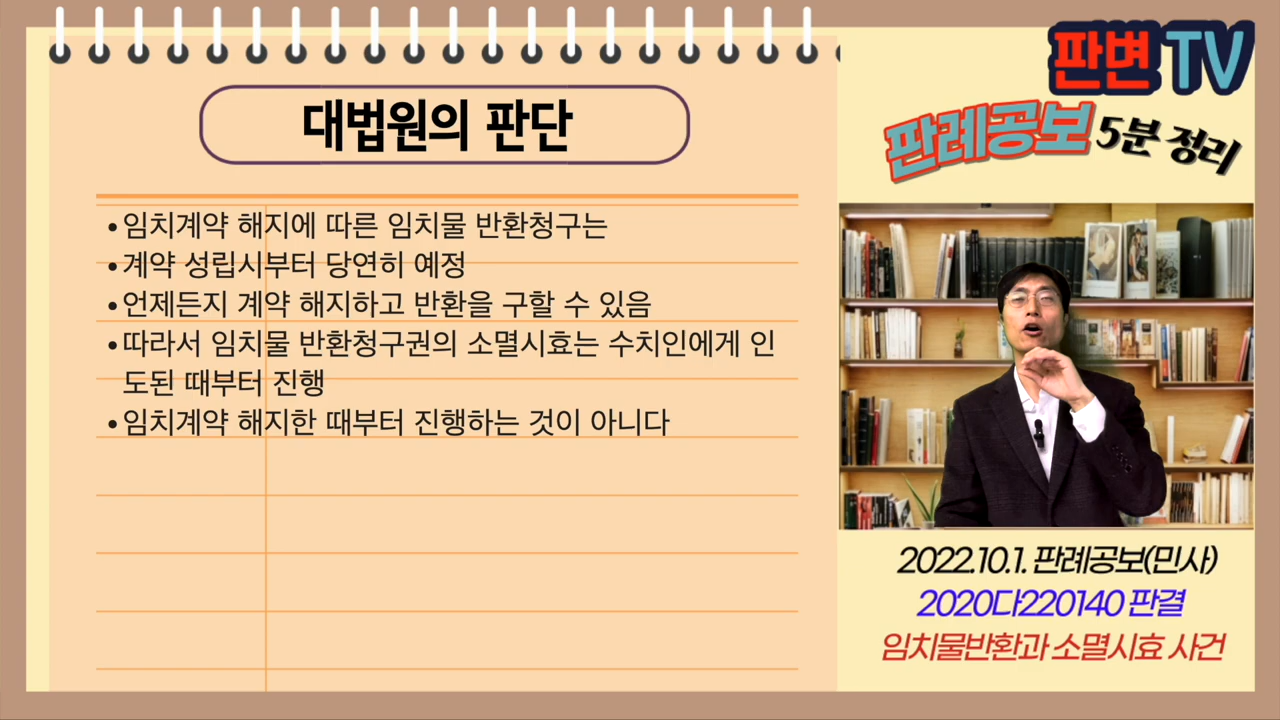 대법원의 판단
•임치계약 해지에 따른 임치물 반환청구는
•계약 성립시부터 당연히 예정
•언제든지 계약 해지하고 반환을 구할 수 있음
•따라서 임치물 반환청구권의 소멸시효는 수치인에게 인
도된 때부터 진행
•임치계약 해지한 때부터 진행하는 것이 아니다
판변 TV
판례공보 5분 정리
2022.10.1. 판례공보(민사)
2020다220140 판결
임치물반환과 소멸시효 사건